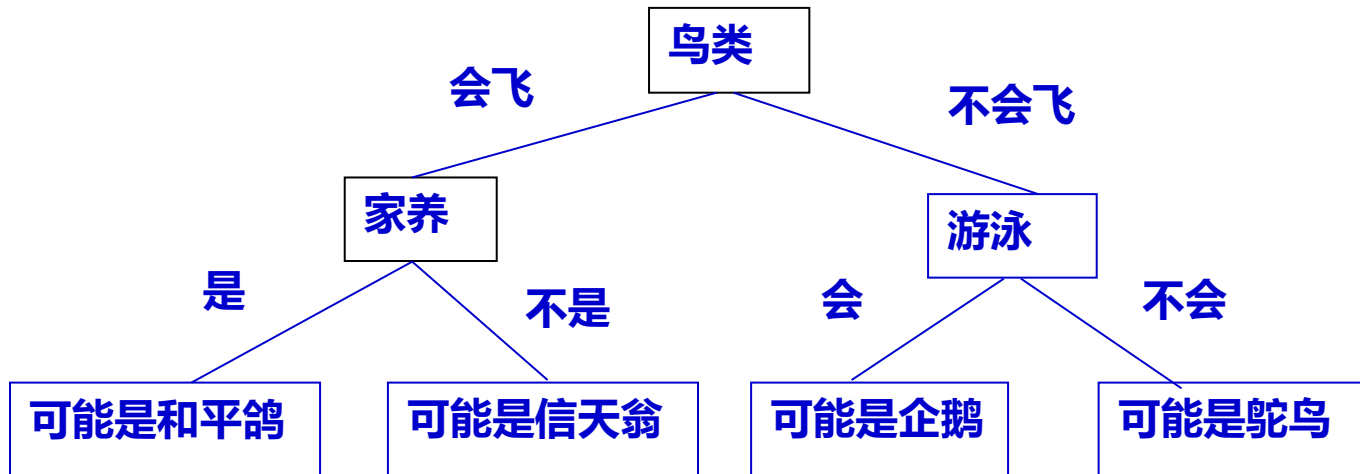 鸟类
会飞
不会飞
家养
游泳
是
不是
会
不会
可能是和平鸽
可能是信天翁
可能是企鹅
可能是鸵鸟